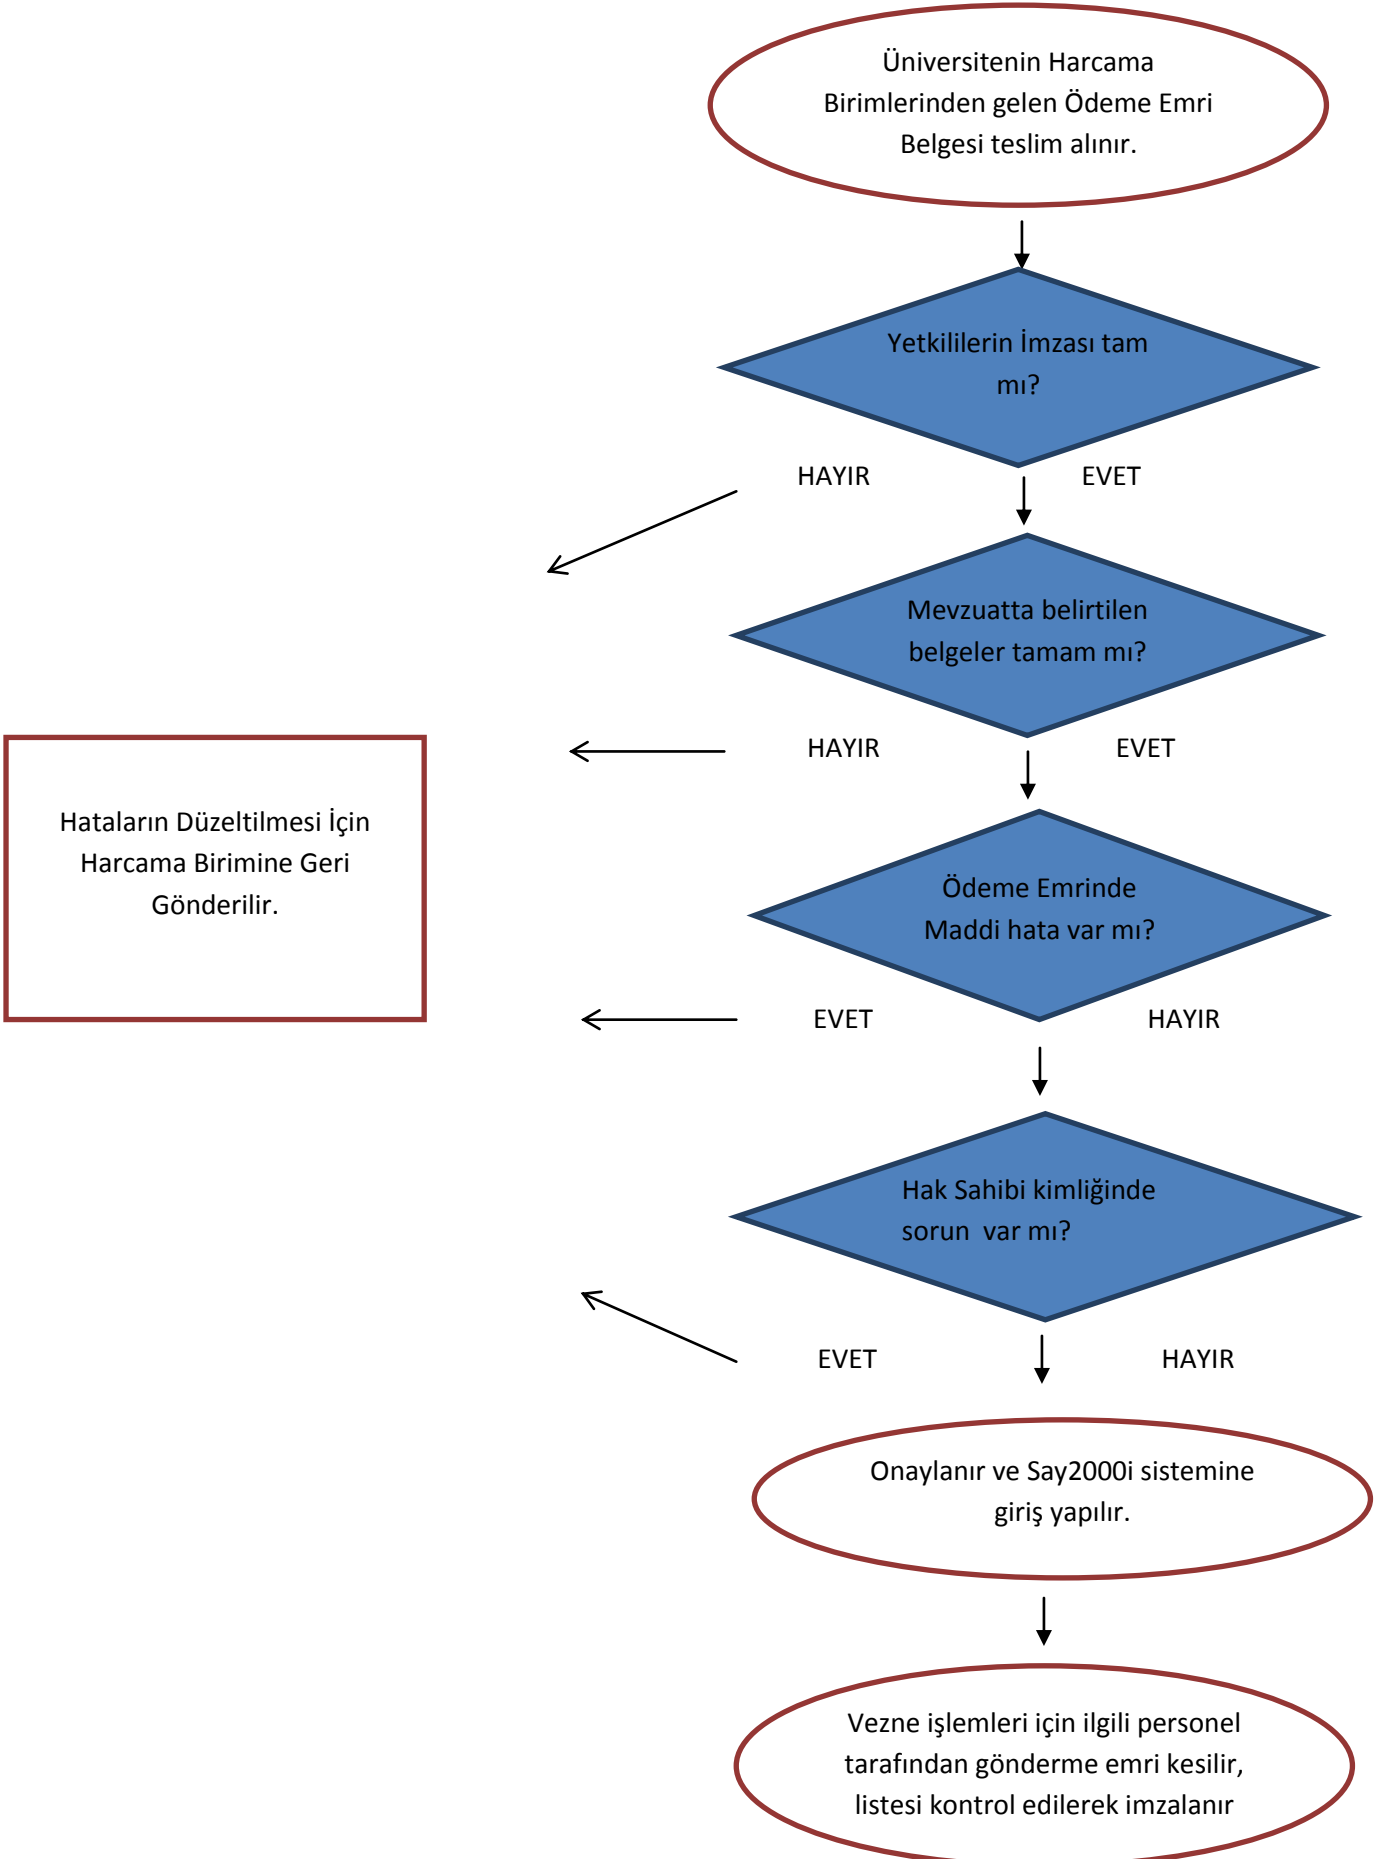 Üniversitenin Harcama
Birimlerinden gelen Ödeme Emri
Belgesi teslim alınır.
Yetkililerin İmzası tam
mı?
HAYIR
EVET
Mevzuatta belirtilen
belgeler tamam mı?
HAYIR
EVET
Hataların Düzeltilmesi İçin
Harcama Birimine Geri
Gönderilir.
Ödeme Emrinde
Maddi hata var mı?
EVET
HAYIR
Hak Sahibi kimliğinde
sorun  var mı?
EVET
HAYIR
Onaylanır ve Say2000i sistemine
giriş yapılır.
Vezne işlemleri için ilgili personel
tarafından gönderme emri kesilir,
listesi kontrol edilerek imzalanır